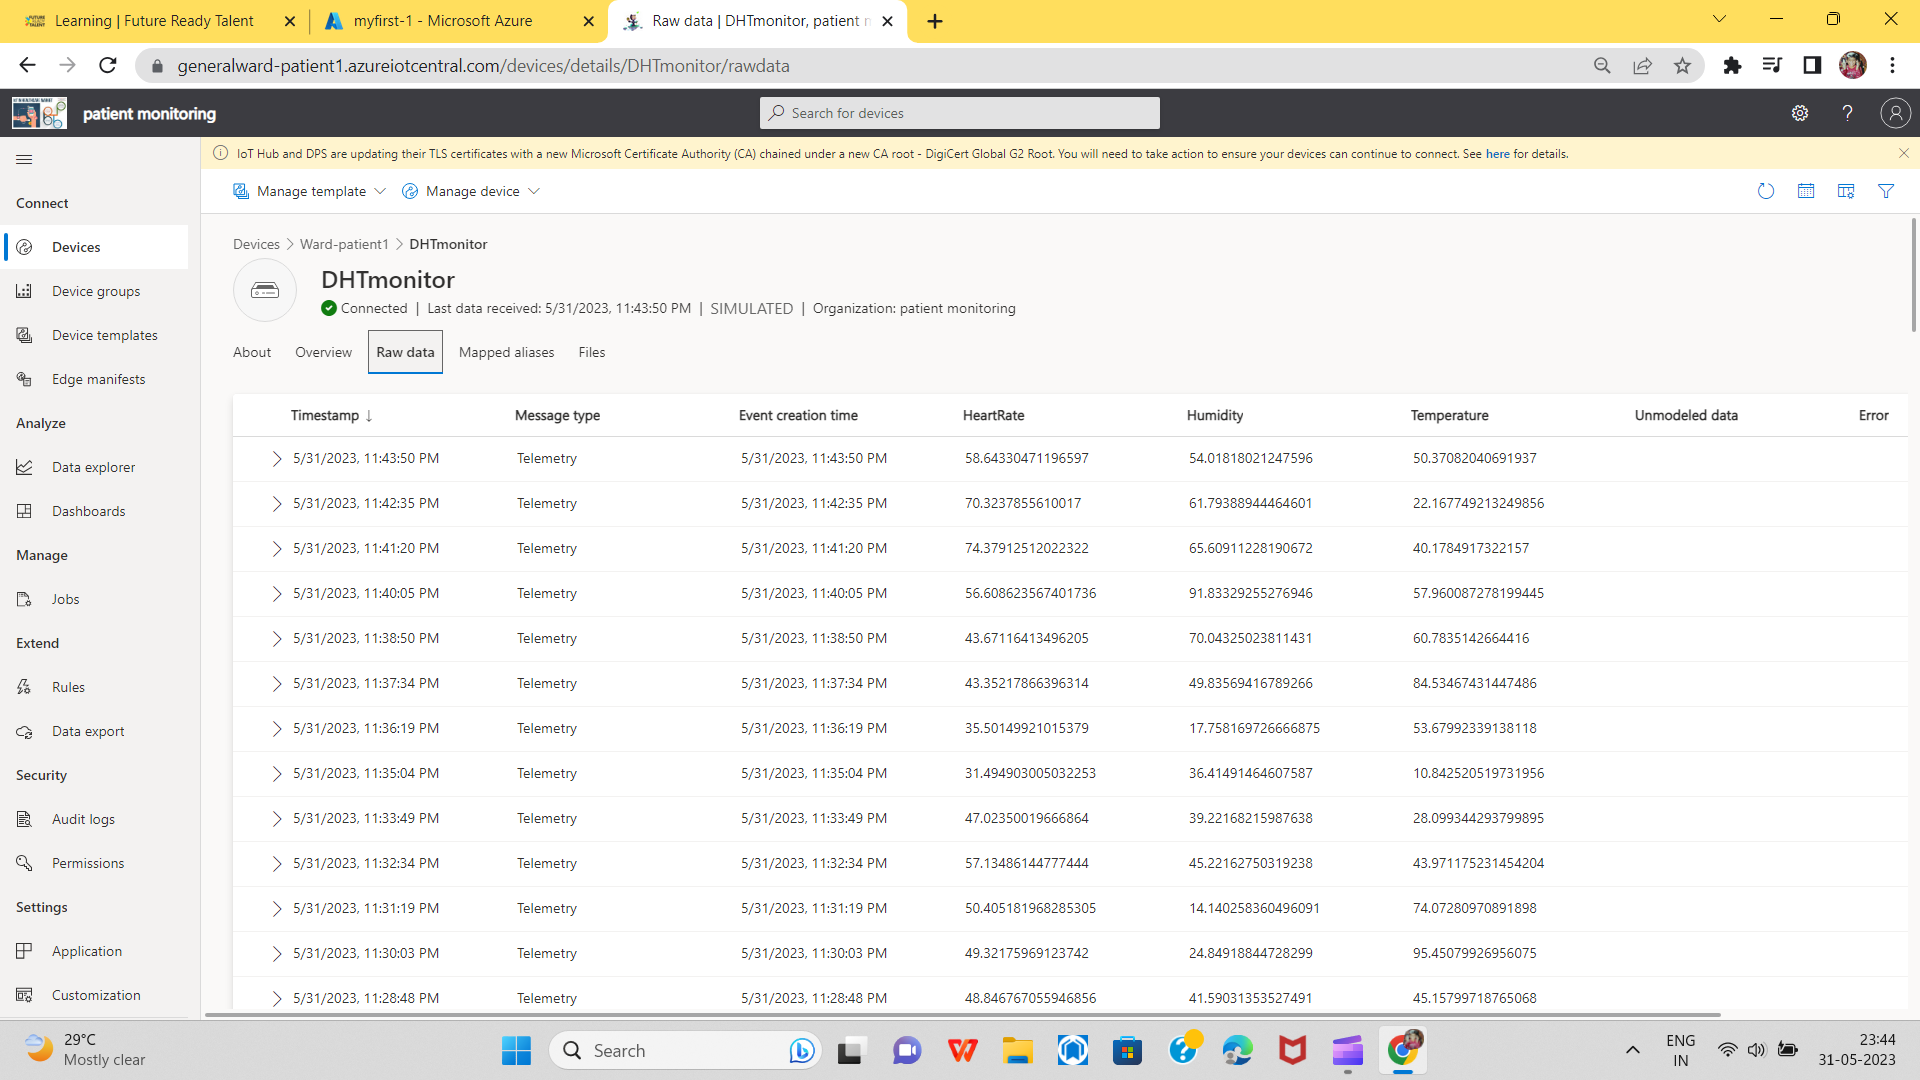 Learning | Future Ready Talent
myfirst-1 - Microsoft Azure
Raw data | DHTmonitor, patient m
generalward-patient1.azureiotcentral.com/devices/details/DHTmonitor/rawdata
patient monitoring
Search for devices
IoT Hub and DPS are updating their TLS certificates with a new Microsoft Certificate Authority (CA) chained under a new CA root - DigiCert Global G2 Root. You will need to take action to ensure your devices can continue to connect. See here for details.
Manage template
Manage device
Connect
Devices
Device groups
Device templates
Edge manifests
Analyze
Data explorer
Dashboards
Manage
Jobs
Extend
Rules
Data export
Security
Audit logs
Permissions
Settings
Application
Customization
Devices > Ward-patient1 > DHTmonitor
DHTmonitor
Connected | Last data received: 5/31/2023, 11:43:50 PM | SIMULATED | Organization: patient monitoring
About Overview Raw data Mapped aliases Files
Timestamp ↓ Message type Event creation time HeartRate Humidity Temperature Unmodeled data Error
5/31/2023, 11:43:50 PM Telemetry 5/31/2023, 11:43:50 PM 58.64330471196597 54.01818021247596 50.37082040691937
5/31/2023, 11:42:35 PM Telemetry 5/31/2023, 11:42:35 PM 70.3237855610017 61.79388944464601 22.167749213249856
5/31/2023, 11:41:20 PM Telemetry 5/31/2023, 11:41:20 PM 74.37912512022322 65.60911228190672 40.1784917322157
5/31/2023, 11:40:05 PM Telemetry 5/31/2023, 11:40:05 PM 56.608623567401736 91.83329255276946 57.960087278199445
5/31/2023, 11:38:50 PM Telemetry 5/31/2023, 11:38:50 PM 43.67116413496205 70.04325023811431 60.7835142664416
5/31/2023, 11:37:34 PM Telemetry 5/31/2023, 11:37:34 PM 43.35217866396314 49.83569416789266 84.53467431447486
5/31/2023, 11:36:19 PM Telemetry 5/31/2023, 11:36:19 PM 35.50149921015379 17.758169726666875 53.67992339138118
5/31/2023, 11:35:04 PM Telemetry 5/31/2023, 11:35:04 PM 31.494903005032253 36.41491464607587 10.842520519731956
5/31/2023, 11:33:49 PM Telemetry 5/31/2023, 11:33:49 PM 47.02350019666864 39.22168215987638 28.099344293799895
5/31/2023, 11:32:34 PM Telemetry 5/31/2023, 11:32:34 PM 57.13486144777444 45.22162750319238 43.971175231454204
5/31/2023, 11:31:19 PM Telemetry 5/31/2023, 11:31:19 PM 50.405181968285305 14.140258360496091 74.07280970891898
5/31/2023, 11:30:03 PM Telemetry 5/31/2023, 11:30:03 PM 49.32175969123742 24.84918844728299 95.45079926956075
5/31/2023, 11:28:48 PM Telemetry 5/31/2023, 11:28:48 PM 48.846767055946856 41.59031353527491 45.15799718765068
29°C
Mostly clear
Search
ENG
IN
23:44
31-05-2023